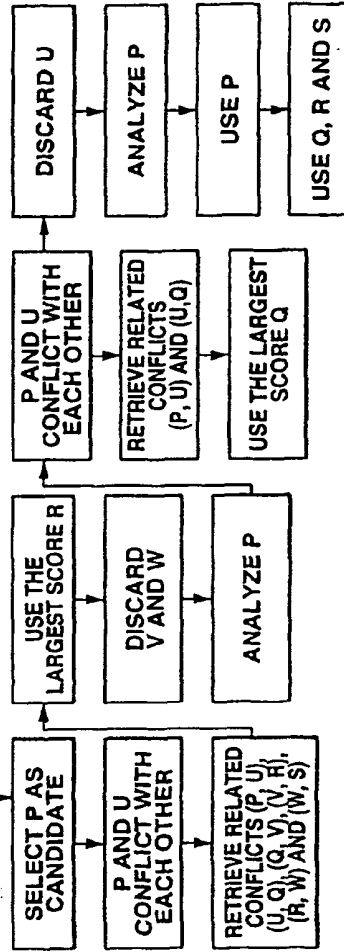 SELECT P AS
CANDIDATE
P AND U
CONFLICT WITH
EACH OTHER
RETRIEVE RELATED
CONFLICTS (P, U),
(U, Q), (Q, V), (V, R),
(R, W) AND (W, S)
USE THE
LARGEST SCORE R
DISCARD
V AND W
ANALYZE P
P AND U
CONFLICT WITH
EACH OTHER
RETRIEVE RELATED
CONFLICTS
(P, U) AND (U,Q)
USE THE LARGEST
SCORE Q
DISCARD U
ANALYZE P
USE P
USE Q, R AND S